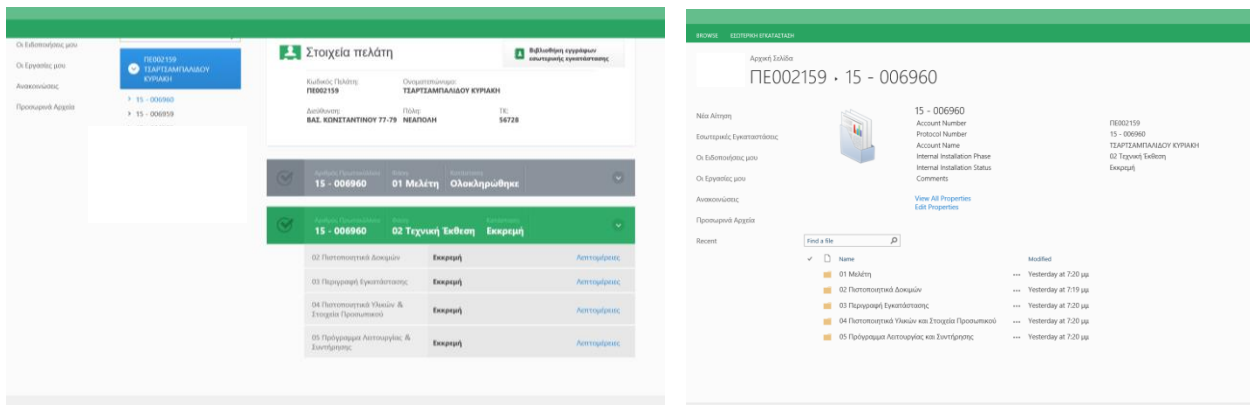 Οι Ειδοποιήσεις μου
Οι Εργασίες μου
Ανακοινώσεις
Προσωρινά Αρχεία
ΠΕ002159
ΤΣΑΡΤΣΑΜΠΑΛΙΔΟΥ
ΚΥΡΙΑΚΗ
15 - 006960
15 - 006959
Στοιχεία πελάτη
Βιβλιοθήκη εγγράφων
εσωτερικής εγκατάστασης
Κωδικός Πελάτη: Ονοματεπώνυμο:
ΠΕ002159 ΤΣΑΡΤΣΑΜΠΑΛΙΔΟΥ ΚΥΡΙΑΚΗ
Διεύθυνση: Πόλη: ΤΚ:
ΒΑΣ. ΚΩΝΣΤΑΝΤΙΝΟΥ 77-79 ΝΕΑΠΟΛΗ 56728
Αριθμός Πρωτοκόλλου Φάση Κατάσταση
15 - 006960 01 Μελέτη Ολοκληρώθηκε
Αριθμός Πρωτοκόλλου Φάση Κατάσταση
15 - 006960 02 Τεχνική Έκθεση Εκκρεμή
02 Πιστοποιητικά Δοκιμών Εκκρεμή Λεπτομέρειες
03 Περιγραφή Εγκατάστασης Εκκρεμή Λεπτομέρειες
04 Πιστοποιητικά Υλικών &
Στοιχεία Προσωπικού Εκκρεμή Λεπτομέρειες
05 Πρόγραμμα Λειτουργίας &
Συντήρησης Εκκρεμή Λεπτομέρειες
BROWSE ΕΣΩΤΕΡΙΚΗ ΕΓΚΑΤΑΣΤΑΣΗ
Αρχική Σελίδα
ΠΕ002159 • 15 - 006960
Νέα Αίτηση
Εσωτερικές Εγκαταστάσεις
Οι Ειδοποιήσεις μου
Οι Εργασίες μου
Ανακοινώσεις
Προσωρινά Αρχεία
Recent
15 - 006960
Account Number ΠΕ002159
Protocol Number 15 - 006960
Account Name ΤΣΑΡΤΣΑΜΠΑΛΙΔΟΥ ΚΥΡΙΑΚΗ
Internal Installation Phase 02 Τεχνική Έκθεση
Internal Installation Status Εκκρεμή
Comments
View All Properties
Edit Properties
Find a file
Name Modified
01 Μελέτη ••• Yesterday at 7:20 μμ
02 Πιστοποιητικά Δοκιμών ••• Yesterday at 7:19 μμ
03 Περιγραφή Εγκατάστασης ••• Yesterday at 7:20 μμ
04 Πιστοποιητικά Υλικών και Στοιχεία Προσωπικού ••• Yesterday at 7:20 μμ
05 Πρόγραμμα Λειτουργίας και Συντήρησης ••• Yesterday at 7:20 μμ